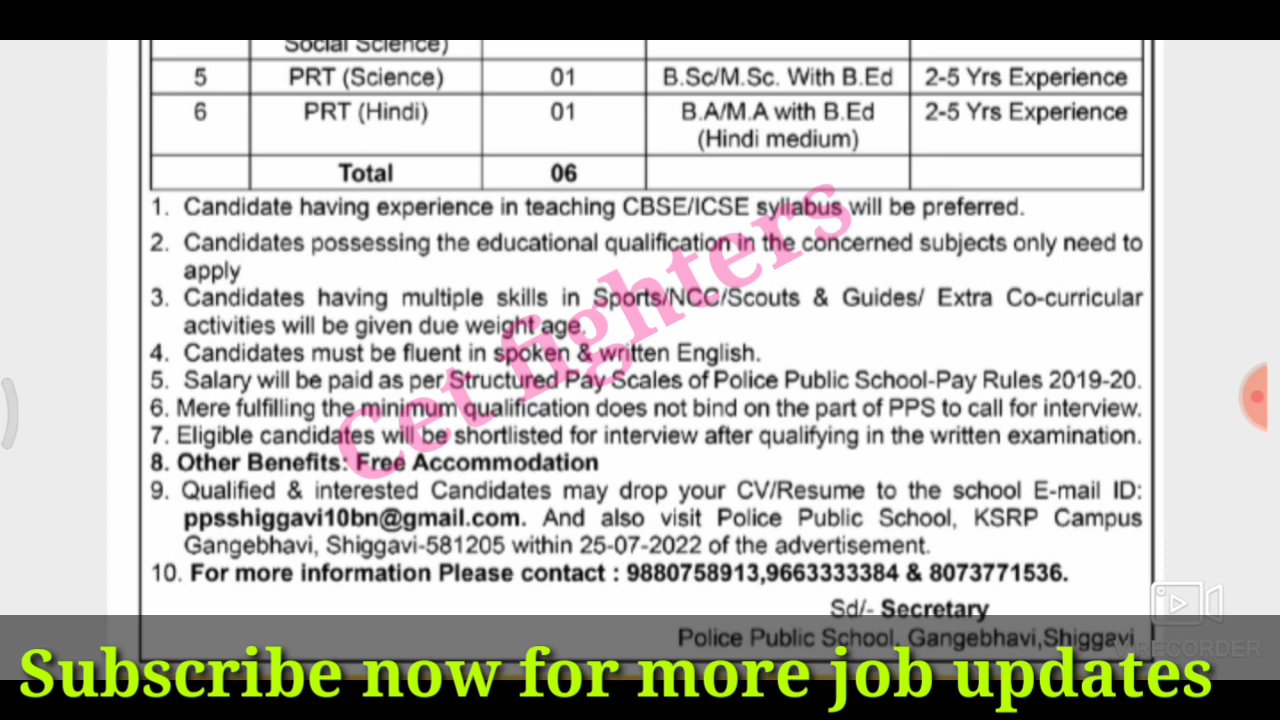 Social Science)
5 PRT (Science) 01 B.Sc/M.Sc. With B.Ed 2-5 Yrs Experience
6 PRT (Hindi) 01 B.A/M.A with B.Ed 2-5 Yrs Experience
(Hindi medium)
Total 06
1. Candidate having experience in teaching CBSE/ICSE syllabus will be preferred.
2. Candidates possessing the educational qualification in the concerned subjects only need to
apply
3. Candidates having multiple skills in Sports/NCC/Scouts & Guides/ Extra Co-curricular
activities will be given due weight age.
4. Candidates must be fluent in spoken & written English.
5. Salary will be paid as per Structured Pay Scales of Police Public School-Pay Rules 2019-20.
6. Mere fulfilling the minimum qualification does not bind on the part of PPS to call for interview.
7. Eligible candidates will be shortlisted for interview after qualifying in the written examination.
8. Other Benefits: Free Accommodation
9. Qualified & interested Candidates may drop your CV/Resume to the school E-mail ID:
ppsshiggavi10bn@gmail.com. And also visit Police Public School, KSRP Campus
Gangebhavi, Shiggavi-581205 within 25-07-2022 of the advertisement.
10. For more information Please contact : 9880758913,9663333384 & 8073771536.
Sd/- Secretary
Police Public School, Gangebhavi,Shiggavi
Cet fighters
RECORDER
Subscribe now for more job updates